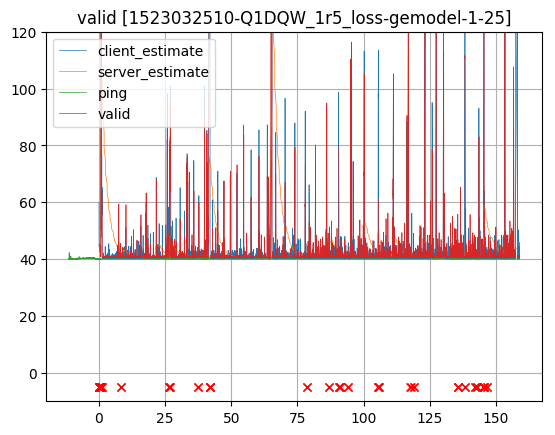 valid [1523032510-Q1DQW_1r5_loss-gemodel-1-25]
client_estimate
server_estimate
ping
valid
120
100
80
60
40
20
0
0 25 50 75 100 125 150